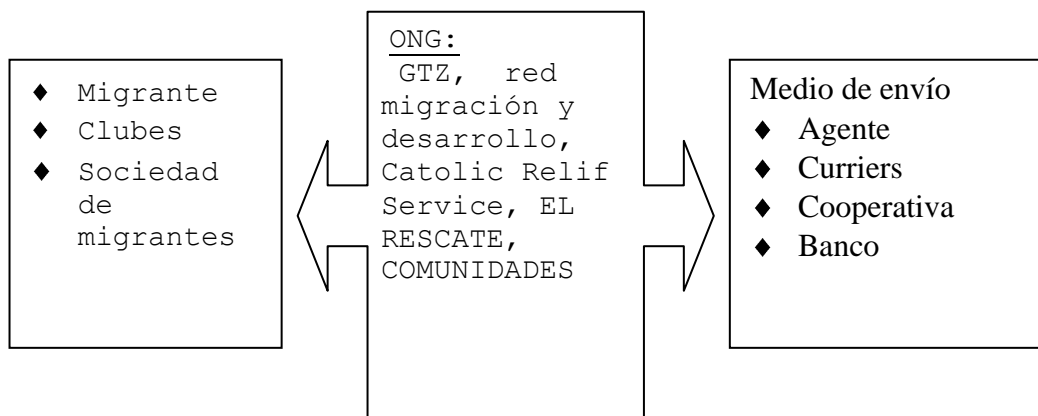 ♦ Migrante
♦ Clubes
♦ Sociedad
de
migrantes
ONG:
GTZ, red
migración y
desarrollo,
Catolic Relif
Service, EL
RESCATE,
COMUNIDADES
Medio de envío
♦ Agente
♦ Curriers
♦ Cooperativa
♦ Banco